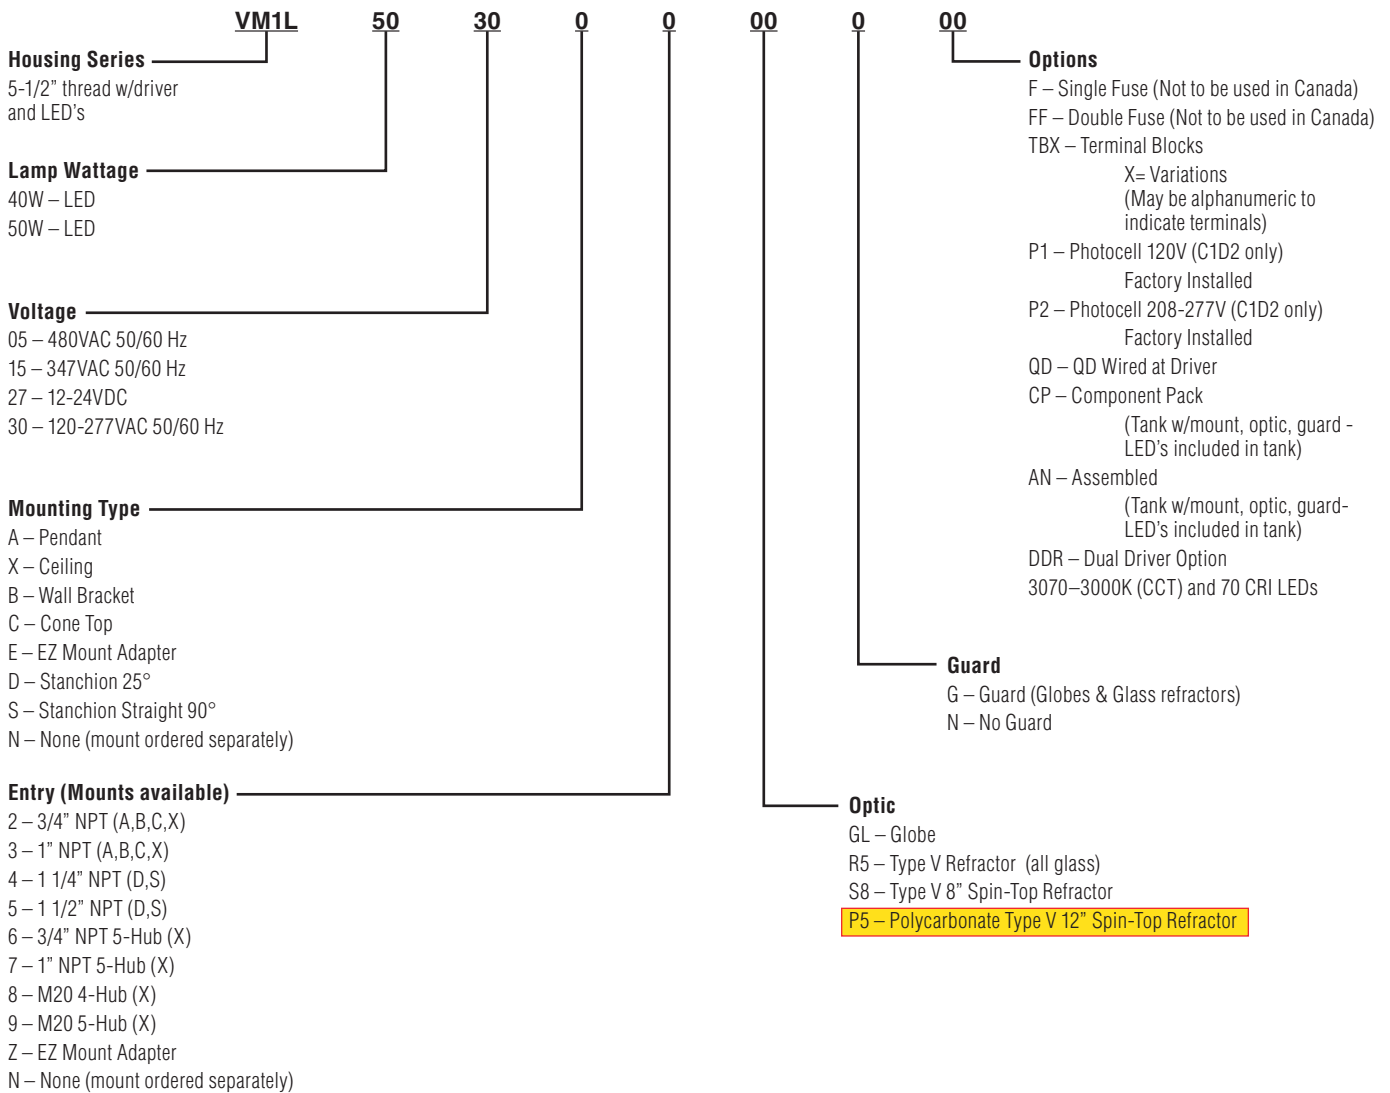 VM1L 50 30 0 0 00 0 00
Housing Series
5-1/2” thread w/driver
and LED's
Lamp Wattage
40W – LED
50W – LED
Voltage
05 – 480VAC 50/60 Hz
15 – 347VAC 50/60 Hz
27 – 12-24VDC
30 – 120-277VAC 50/60 Hz
Mounting Type
A – Pendant
X – Ceiling
B – Wall Bracket
C – Cone Top
E – EZ Mount Adapter
D – Stanchion 25°
S – Stanchion Straight 90°
N – None (mount ordered separately)
Entry (Mounts available)
2 – 3/4” NPT (A,B,C,X)
3 – 1” NPT (A,B,C,X)
4 – 1 1/4” NPT (D,S)
5 – 1 1/2” NPT (D,S)
6 – 3/4” NPT 5-Hub (X)
7 – 1” NPT 5-Hub (X)
8 – M20 4-Hub (X)
9 – M20 5-Hub (X)
Z – EZ Mount Adapter
N – None (mount ordered separately)
Options
F – Single Fuse (Not to be used in Canada)
FF – Double Fuse (Not to be used in Canada)
TBX – Terminal Blocks
X= Variations
(May be alphanumeric to
indicate terminals)
P1 – Photocell 120V (C1D2 only)
Factory Installed
P2 – Photocell 208-277V (C1D2 only)
Factory Installed
QD – QD Wired at Driver
CP – Component Pack
(Tank w/mount, optic, guard -
LED's included in tank)
AN – Assembled
(Tank w/mount, optic, guard-
LED's included in tank)
DDR – Dual Driver Option
3070–3000K (CCT) and 70 CRI LEDs
Guard
G – Guard (Globes & Glass refractors)
N – No Guard
Optic
GL – Globe
R5 – Type V Refractor (all glass)
S8 – Type V 8” Spin-Top Refractor
P5 – Polycarbonate Type V 12” Spin-Top Refractor